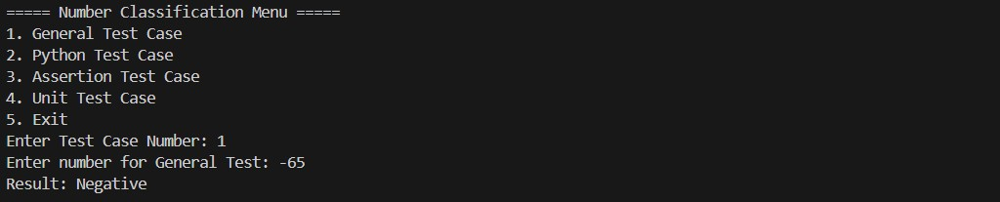 ===== Number Classification Menu =====
1. General Test Case
2. Python Test Case
3. Assertion Test Case
4. Unit Test Case
5. Exit
Enter Test Case Number: 1
Enter number for General Test: -65
Result: Negative